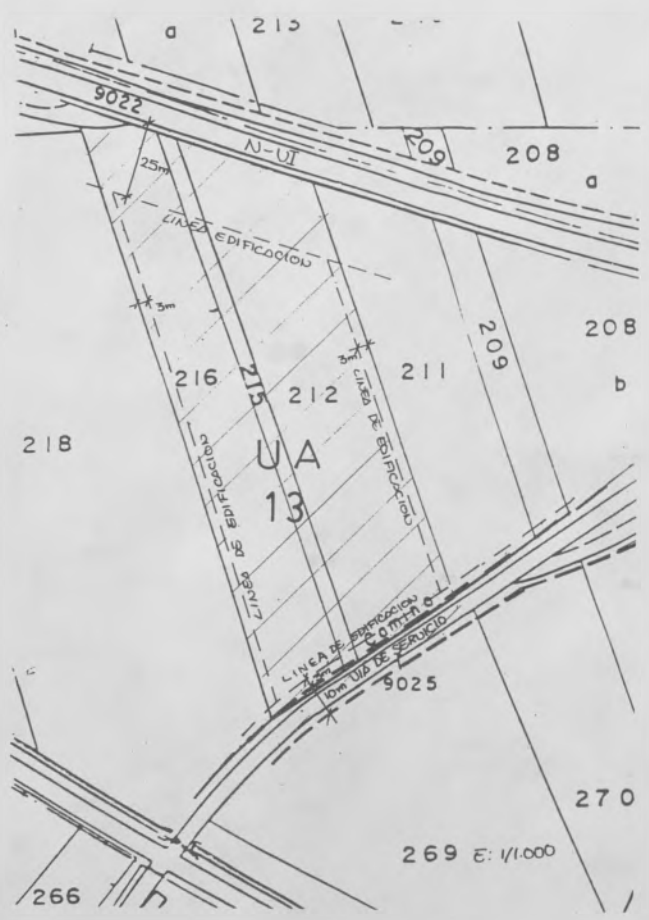 a
213
9022
N-VI
209
208
a
25m
LINEA EDIFICACION
3m
3m
209
208
216
215
212
211
b
LINEA DE EDIFICACION
218
UA
13
LINEA DE EDIFICACION
LINEA DE EDIFICACION
Camino
3m
10m VIA DE SERVICIO
9025
270
269 E: 1/1.000
266